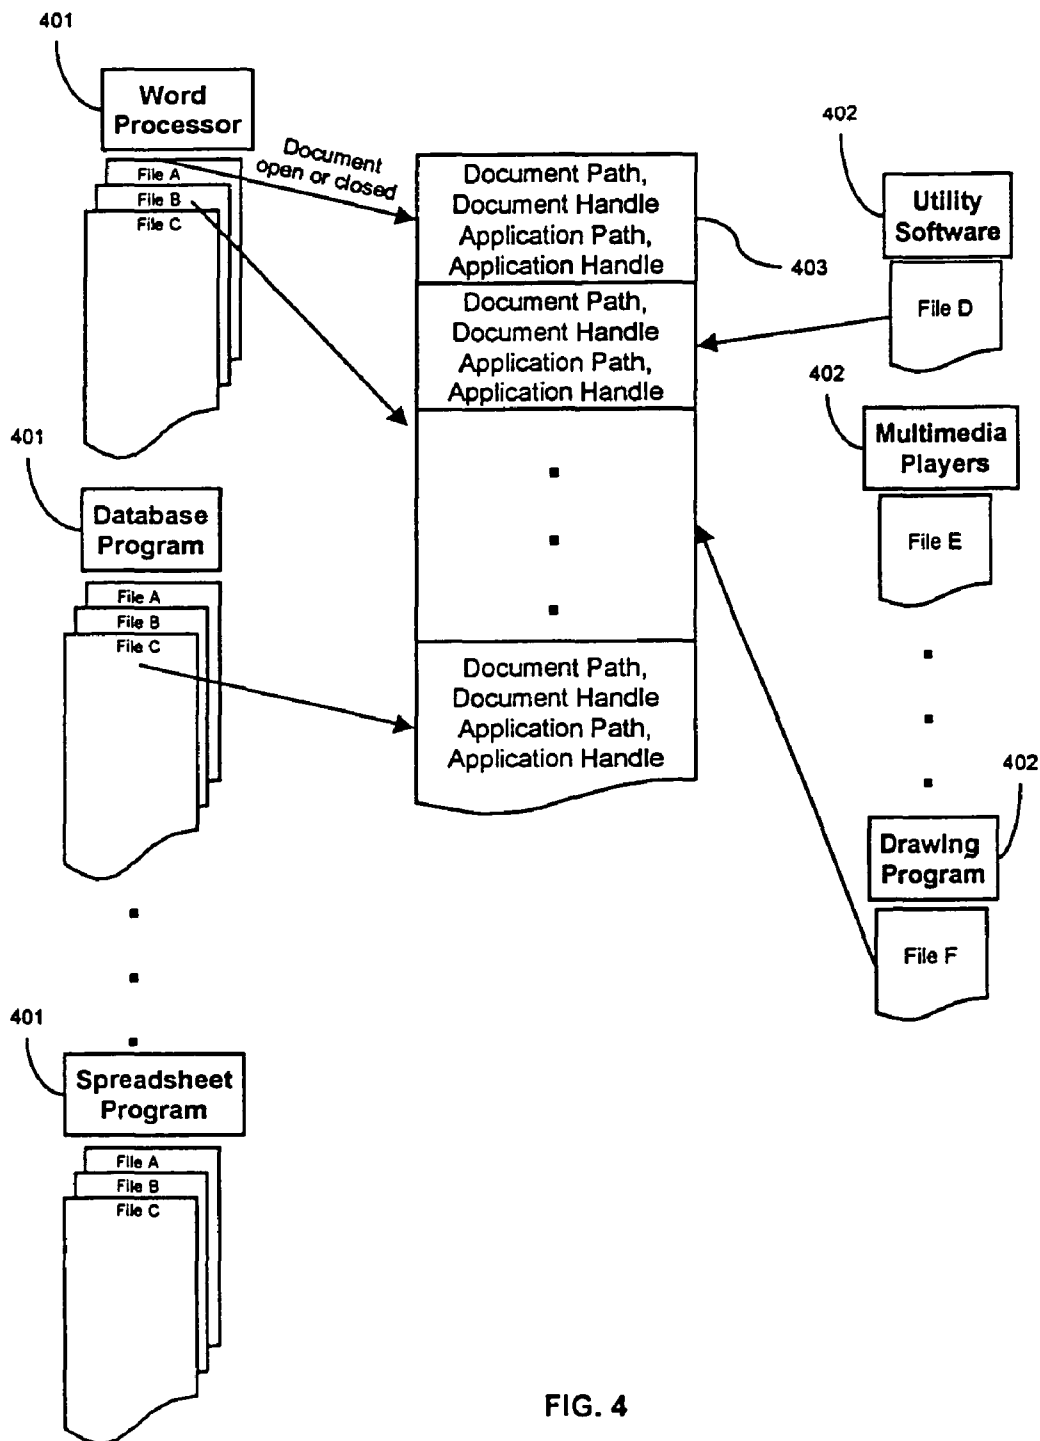 401
Word
Processor
File A
File B
File C
Document
open or closed
Document Path,
Document Handle
Application Path,
Application Handle
403
Document Path,
Document Handle
Application Path,
Application Handle
402
Utility
Software
File D
402
Multimedia
Players
File E
401
Database
Program
File A
File B
File C
Document Path,
Document Handle
Application Path,
Application Handle
402
Drawing
Program
File F
401
Spreadsheet
Program
File A
File B
File C
FIG. 4